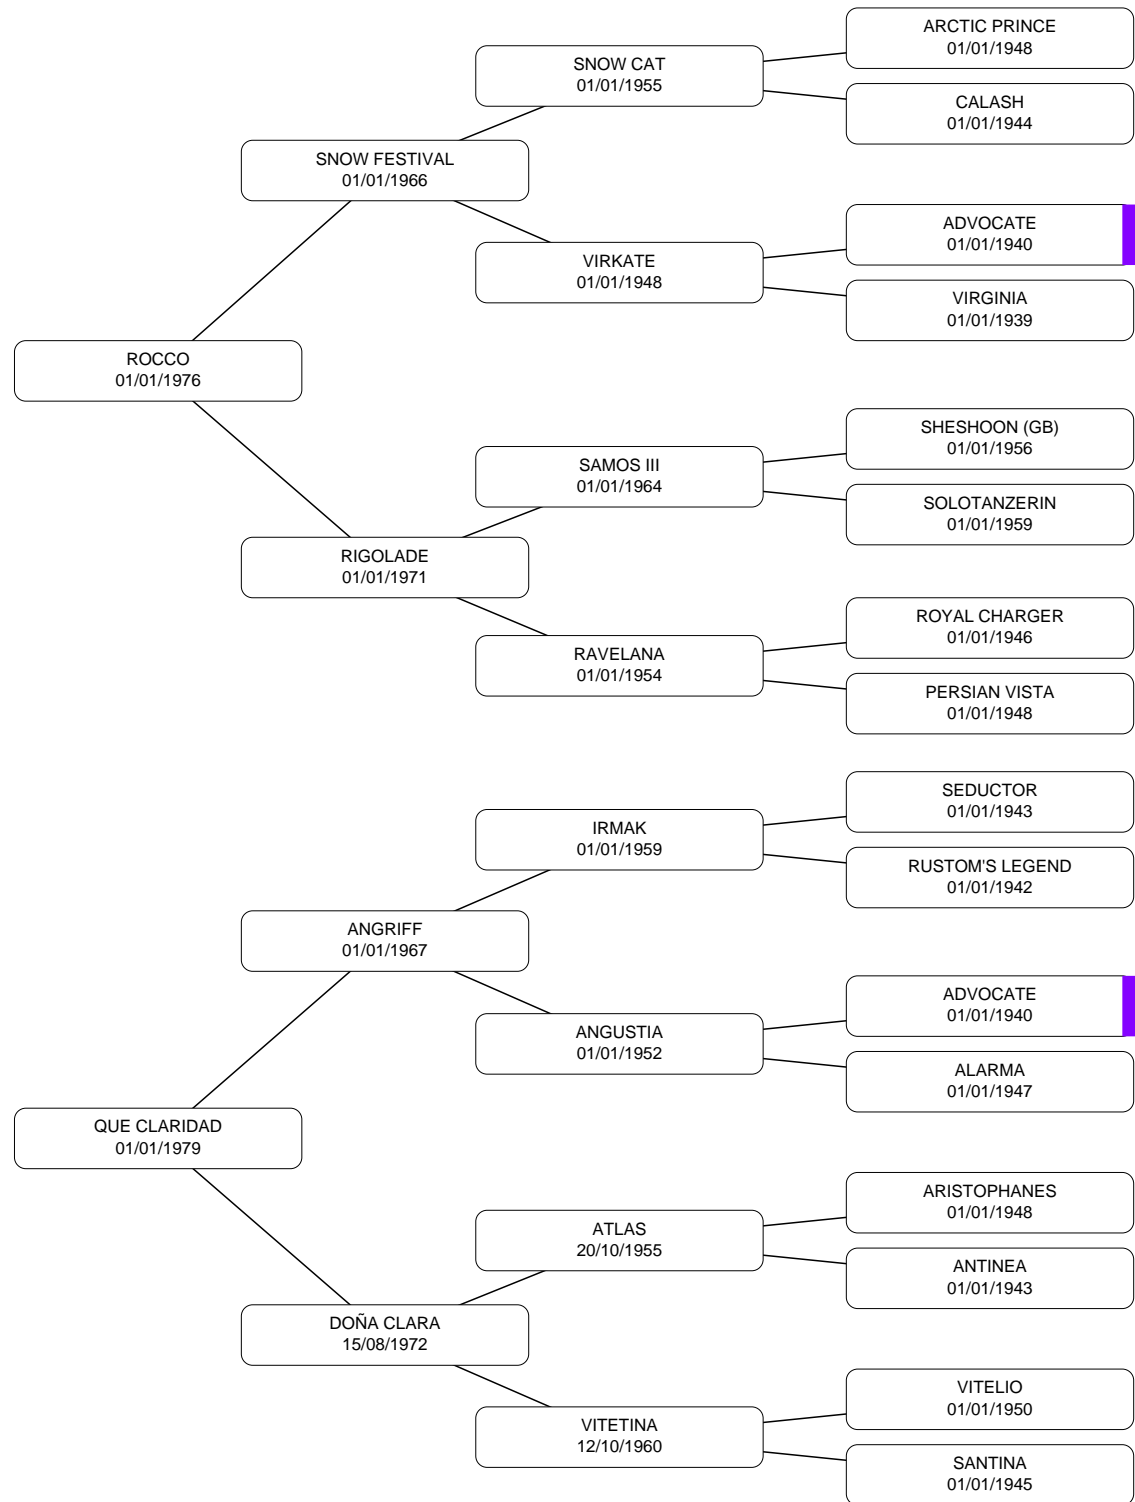 ARCTIC PRINCE
01/01/1948
SNOW CAT
01/01/1955
CALASH
01/01/1944
SNOW FESTIVAL
01/01/1966
ADVOCATE
01/01/1940
VIRKATE
01/01/1948
VIRGINIA
01/01/1939
ROCCO
01/01/1976
SHESHOON (GB)
01/01/1956
SAMOS III
01/01/1964
SOLOTANZERIN
01/01/1959
RIGOLADE
01/01/1971
ROYAL CHARGER
01/01/1946
RAVELANA
01/01/1954
PERSIAN VISTA
01/01/1948
SEDUCTOR
01/01/1943
IRMAK
01/01/1959
RUSTOM'S LEGEND
01/01/1942
ANGRIFF
01/01/1967
ADVOCATE
01/01/1940
ANGUSTIA
01/01/1952
ALARMA
01/01/1947
QUE CLARIDAD
01/01/1979
ARISTOPHANES
01/01/1948
ATLAS
20/10/1955
ANTINEA
01/01/1943
DOÑA CLARA
15/08/1972
VITELIO
01/01/1950
VITETINA
12/10/1960
SANTINA
01/01/1945